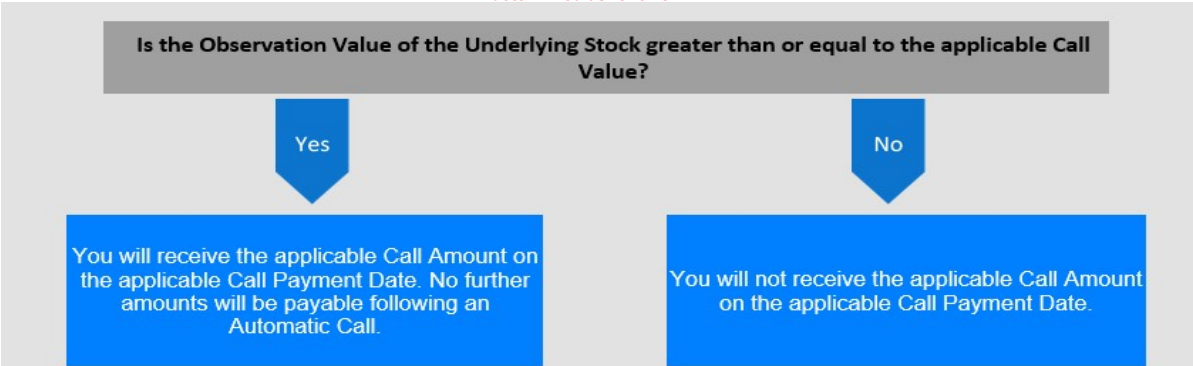 Is the Observation Value of the Underlying Stock greater than or equal to the applicable Call
Value?
Yes
No
You will receive the applicable Call Amount on
the applicable Call Payment Date. No further
amounts will be payable following an
Automatic Call.
You will not receive the applicable Call Amount
on the applicable Call Payment Date.